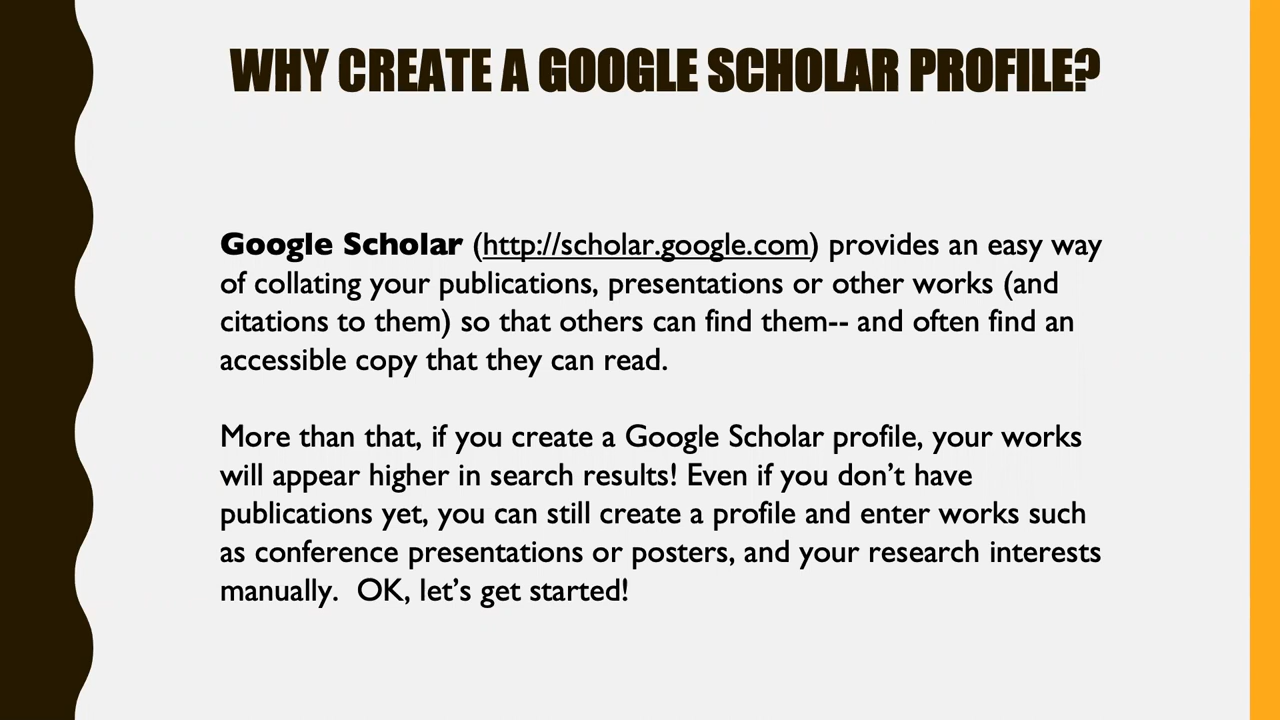 WHY CREATE A GOOGLE SCHOLAR PROFILE?
Google Scholar (http://scholar.google.com) provides an easy way
of collating your publications, presentations or other works (and
citations to them) so that others can find them-- and often find an
accessible copy that they can read.
More than that, if you create a Google Scholar profile, your works
will appear higher in search results! Even if you don’t have
publications yet, you can still create a profile and enter works such
as conference presentations or posters, and your research interests
manually.  OK, let’s get started!